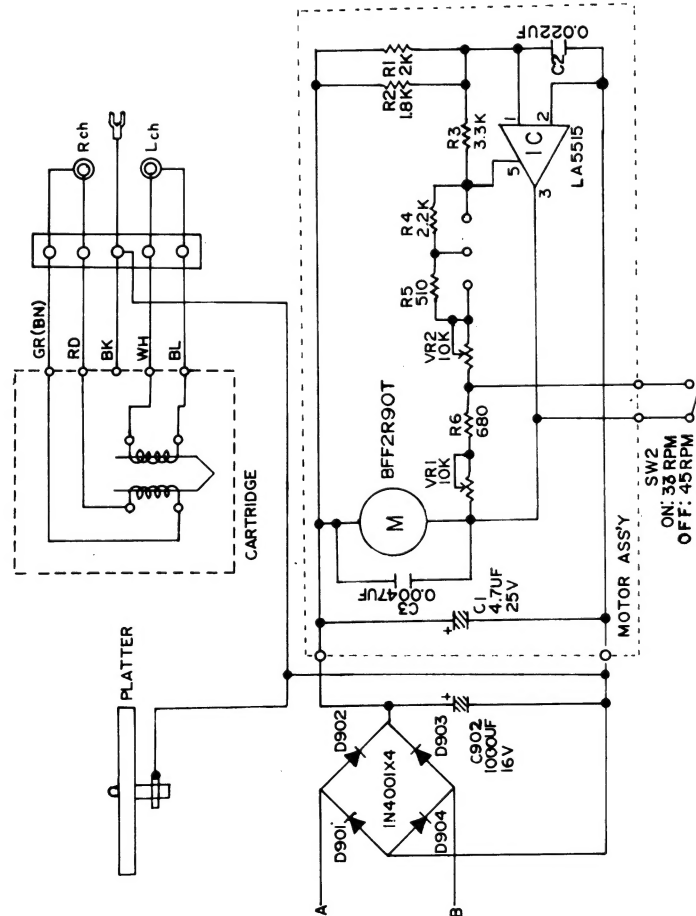 Rch
Lch
GR(BN)
RD
BK
WH
BL
CARTRIDGE
PLATTER
R1
2K
R2
1.8K
R3
3.3K
R4
2.2K
R5
510
VR2
10K
R6
680
VR1
10K
BFF2R90T
M
C3
0.0047UF
C1
4.7UF
25V
+
0.022UF
C2
1
2
5
3
IC
LA5515
MOTOR ASS'Y
SW2
ON: 33 RPM
OFF: 45RPM
D901
D902
D903
D904
1N4001X4
+
C902
1000UF
16V
A
B